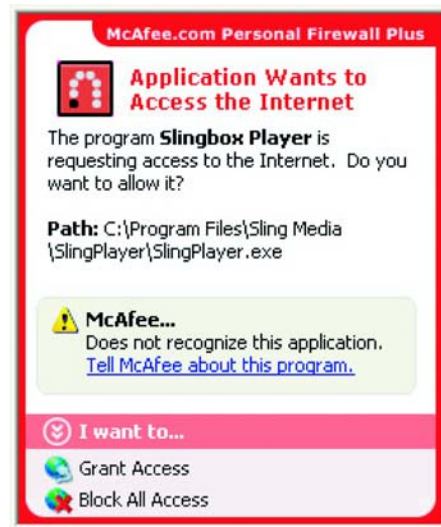 McAfee.com Personal Firewall Plus
Application Wants to
Access the Internet
The program Slingbox Player is
requesting access to the Internet. Do you
want to allow it?
Path: C:\Program Files\Sling Media
\SlingPlayer\SlingPlayer.exe
McAfee...
Does not recognize this application.
Tell McAfee about this program.
I want to...
Grant Access
Block All Access